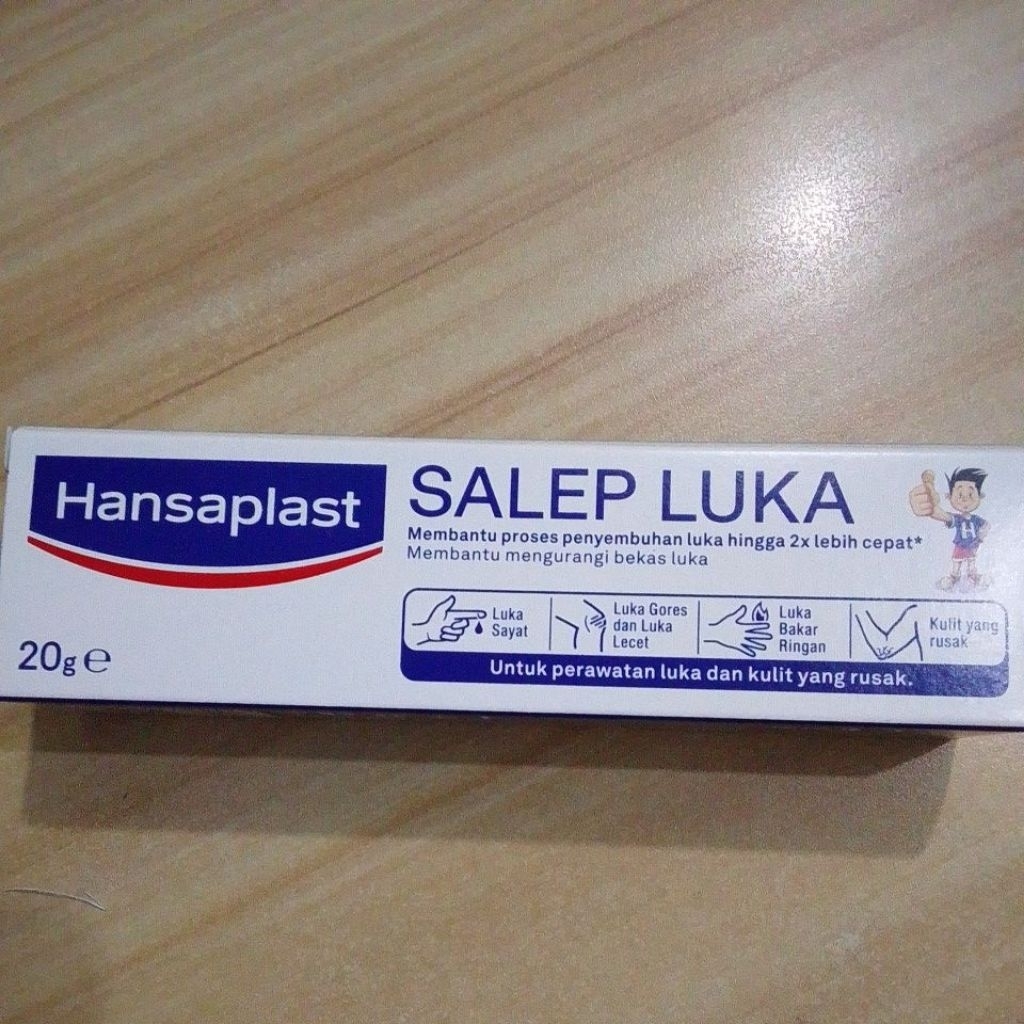 Hansaplast
SALEP LUKA
Membantu proses penyembuhan luka hingga 2x lebih cepat*
Membantu mengurangi bekas luka
Luka
Sayat
Luka Gores
dan Luka
Lecet
Luka
Bakar
Ringan
Kulit yang
rusak
Untuk perawatan luka dan kulit yang rusak.
20g e
H